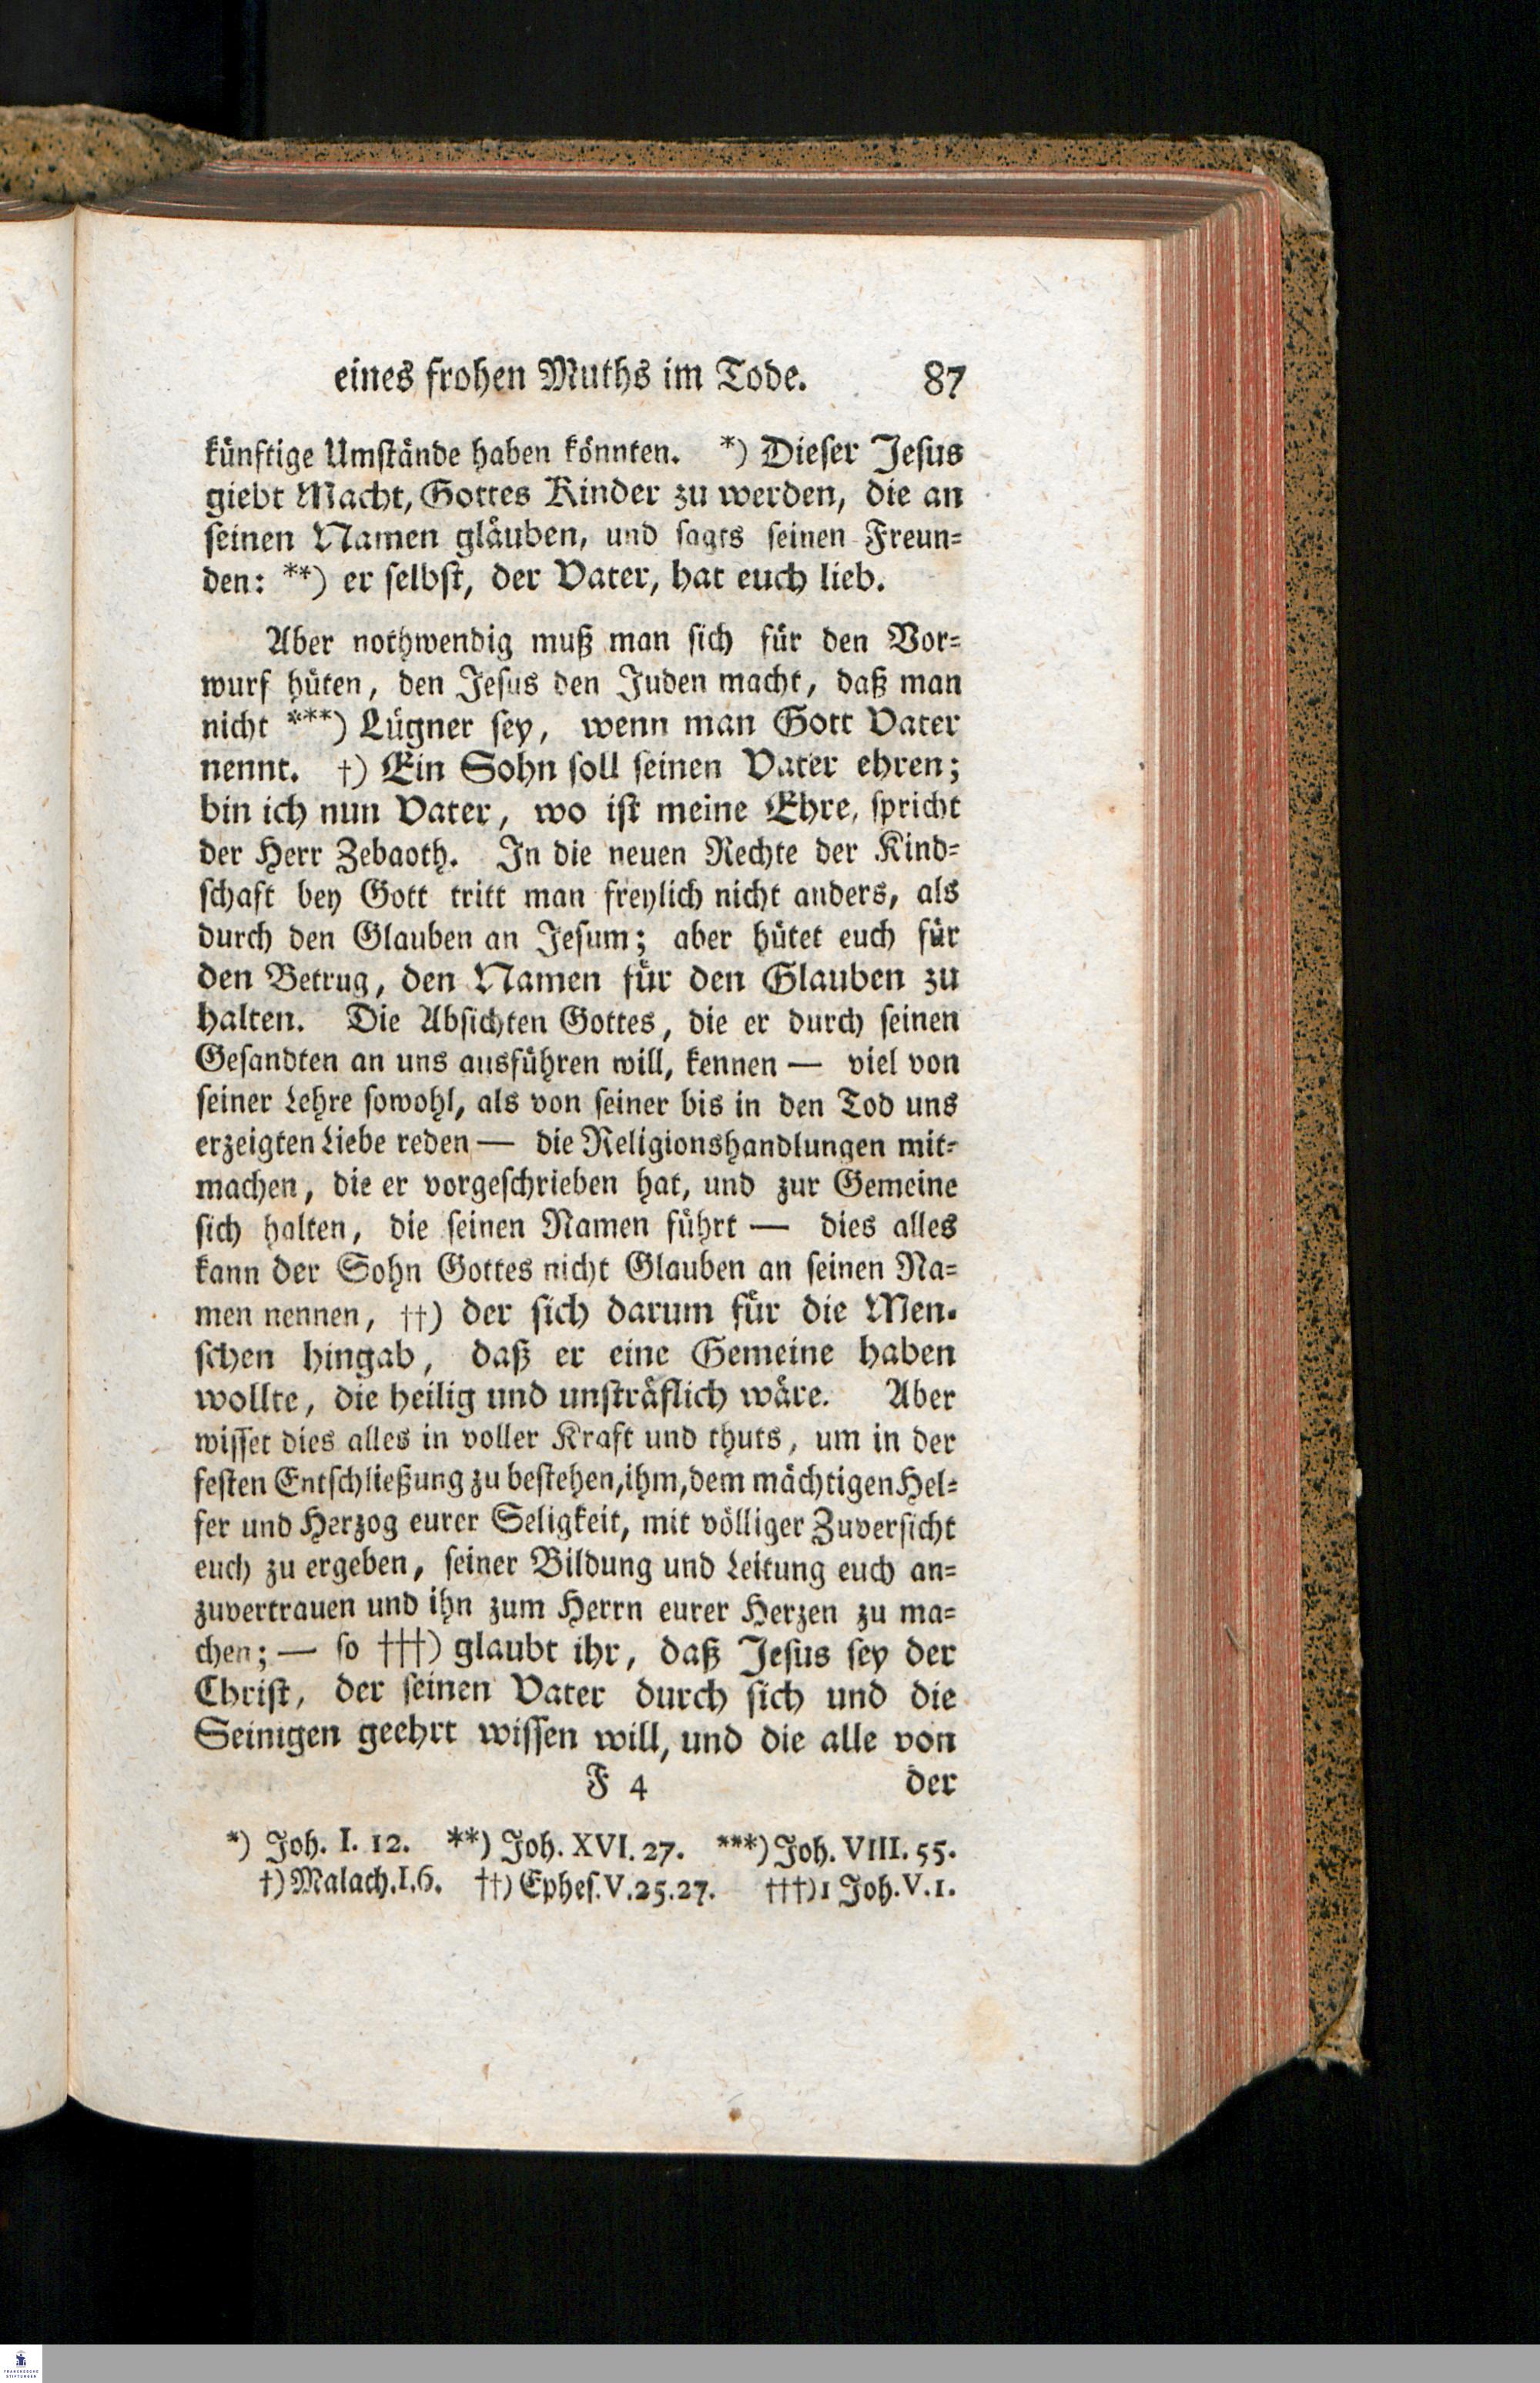 eines frohen Muths im Tode. 87
künftige Umstände haben könnten. *) Dieser Jesus
giebt Macht, Gottes Kinder zu werden, die an
seinen Namen gläuben, und sagts seinen Freun-
den: **) er selbst, der Vater, hat euch lieb.
Aber nothwendig muß man sich für den Vor-
wurf hüten, den Jesus den Juden macht, daß man
nicht ***) Lügner sey, wenn man Gott Vater
nennt. †) Ein Sohn soll seinen Vater ehren;
bin ich nun Vater, wo ist meine Ehre, spricht
der Herr Zebaoth. In die neuen Rechte der Kind-
schaft bey Gott tritt man freylich nicht anders, als
durch den Glauben an Jesum; aber hütet euch für
den Betrug, den Namen für den Glauben zu
halten. Die Absichten Gottes, die er durch seinen
Gesandten an uns ausführen will, kennen — viel von
seiner Lehre sowohl, als von seiner bis in den Tod uns
erzeigten Liebe reden — die Religionshandlungen mit-
machen, die er vorgeschrieben hat, und zur Gemeine
sich halten, die seinen Namen führt — dies alles
kann der Sohn Gottes nicht Glauben an seinen Na-
men nennen, ††) der sich darum für die Men-
schen hingab, daß er eine Gemeine haben
wollte, die heilig und unsträflich wäre. Aber
wisset dies alles in voller Kraft und thuts, um in der
festen Entschließung zu bestehen, ihm, dem mächtigen Hel-
fer und Herzog eurer Seligkeit, mit völliger Zuversicht
euch zu ergeben, seiner Bildung und Leitung euch an-
zuvertrauen und ihn zum Herrn eurer Herzen zu ma-
chen; — so †††) glaubt ihr, daß Jesus sey der
Christ, der seinen Vater durch sich und die
Seinigen geehrt wissen will, und die alle von
F 4 der
*) Joh. I. 12. **) Joh. XVI. 27. ***) Joh. VIII. 55.
†) Malach. I. 6. ††) Ephes. V. 25. 27. †††) 1 Joh. V. 1.
FRANCKESCHE
STIFTUNGEN